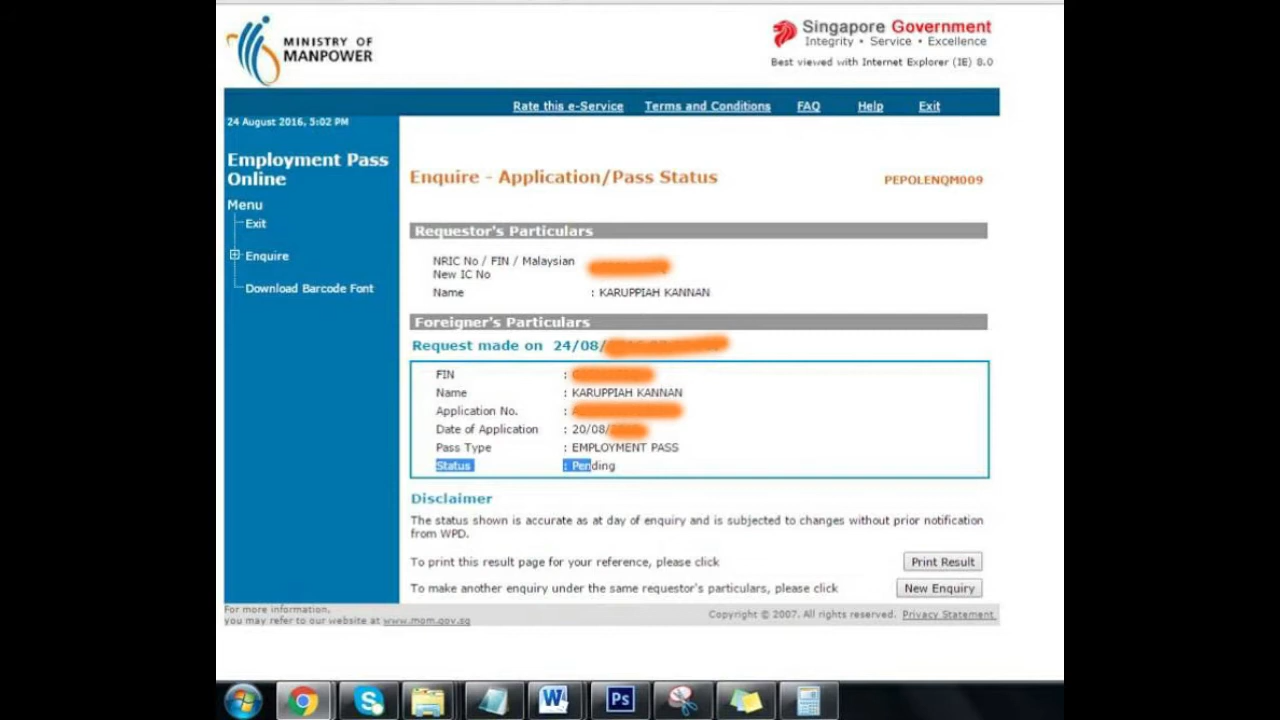 MINISTRY OF
MANPOWER
Singapore Government
Integrity • Service • Excellence
Best viewed with Internet Explorer (IE) 8.0
Rate this e-Service Terms and Conditions FAQ Help Exit
24 August 2016, 5:02 PM
Employment Pass
Online
Menu
Exit
Enquire
Download Barcode Font
Enquire - Application/Pass Status PEPOLENQM009
Requestor's Particulars
NRIC No / FIN / Malaysian
New IC No
Name : KARUPPIAH KANNAN
Foreigner's Particulars
Request made on 24/08/
FIN :
Name : KARUPPIAH KANNAN
Application No. :
Date of Application : 20/08/
Pass Type : EMPLOYMENT PASS
Status : Pending
Disclaimer
The status shown is accurate as at day of enquiry and is subjected to changes without prior notification
from WPD.
To print this result page for your reference, please click Print Result
To make another enquiry under the same requestor's particulars, please click New Enquiry
For more information,
you may refer to our website at www.mom.gov.sg
Copyright © 2007. All rights reserved. Privacy Statement.
S
W
Ps